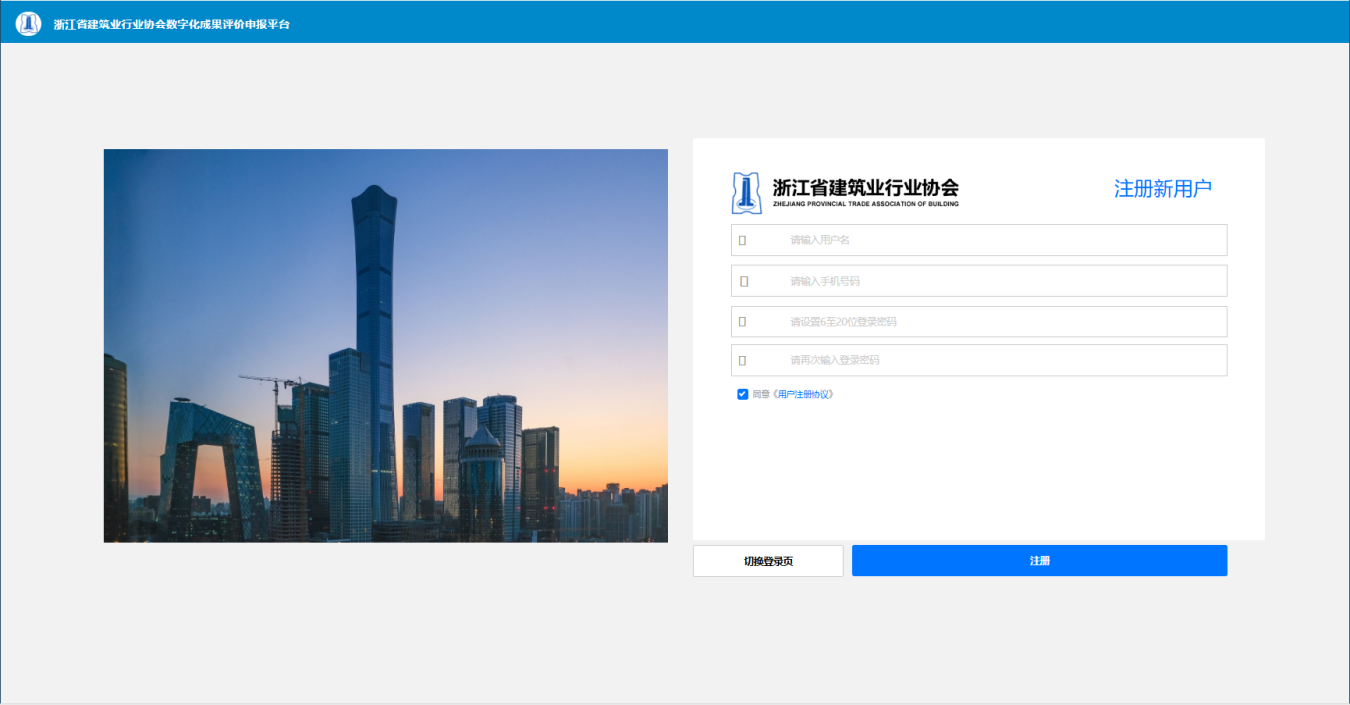 浙江省建筑业行业协会数字化成果评价申报平台
浙江省建筑业行业协会
ZHEJIANG PROVINCIAL TRADE ASSOCIATION OF BUILDING
注册新用户
请输入用户名
请输入手机号码
请设置6至20位登录密码
请再次输入登录密码
同意《用户注册协议》
切换登录页
注册